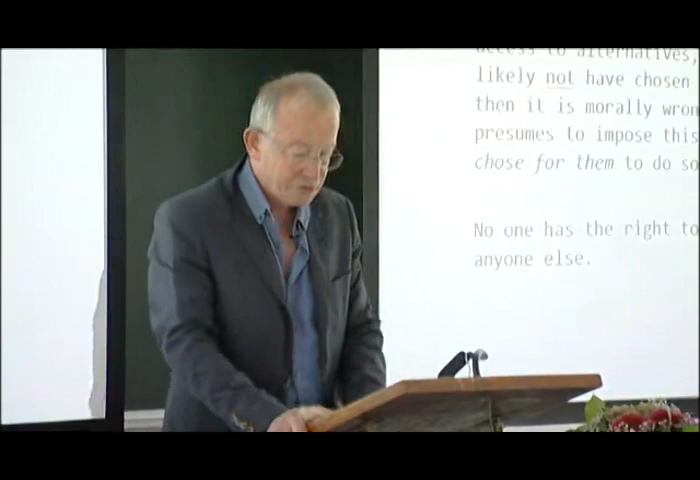 access to alternatives,
likely not have chosen
then it is morally wron
presumes to impose this
chose for them to do so
No one has the right to
anyone else.